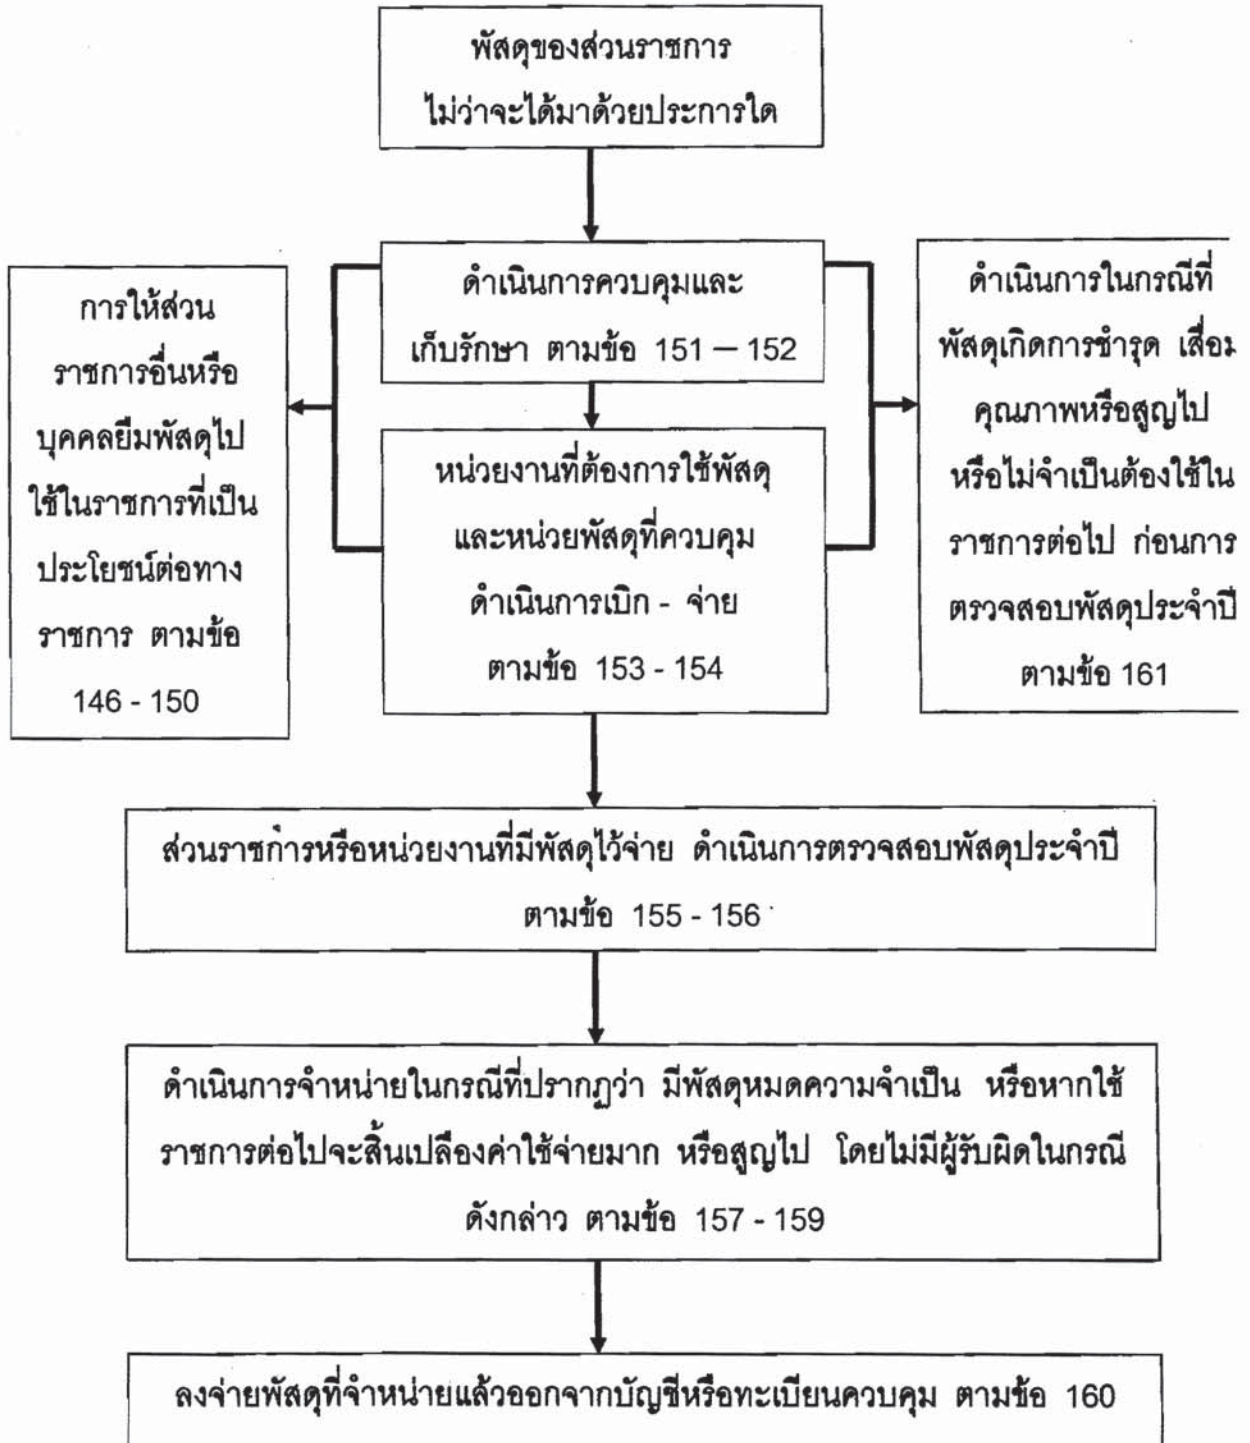 พัสดุของส่วนราชการ
ไม่ว่าจะได้มาด้วยประการใด
ดำเนินการควบคุมและ
เก็บรักษา ตามข้อ 151 – 152
การให้ส่วน
ราชการอื่นหรือ
บุคคลยืมพัสดุไป
ใช้ในราชการที่เป็น
ประโยชน์ต่อทาง
ราชการ ตามข้อ
146 - 150
หน่วยงานที่ต้องการใช้พัสดุ
และหน่วยพัสดุที่ควบคุม
ดำเนินการเบิก - จ่าย
ตามข้อ 153 - 154
ดำเนินการในกรณีที่
พัสดุเกิดการชำรุด เสื่อม
คุณภาพหรือสูญไป
หรือไม่จำเป็นต้องใช้ใน
ราชการต่อไป ก่อนการ
ตรวจสอบพัสดุประจำปี
ตามข้อ 161
ส่วนราชการหรือหน่วยงานที่มีพัสดุไว้จ่าย ดำเนินการตรวจสอบพัสดุประจำปี
ตามข้อ 155 - 156
ดำเนินการจำหน่ายในกรณีที่ปรากฏว่า มีพัสดุหมดความจำเป็น หรือหากใช้
ราชการต่อไปจะสิ้นเปลืองค่าใช้จ่ายมาก หรือสูญไป โดยไม่มีผู้รับผิดในกรณี
ดังกล่าว ตามข้อ 157 - 159
ลงจ่ายพัสดุที่จำหน่ายแล้วออกจากบัญชีหรือทะเบียนควบคุม ตามข้อ 160